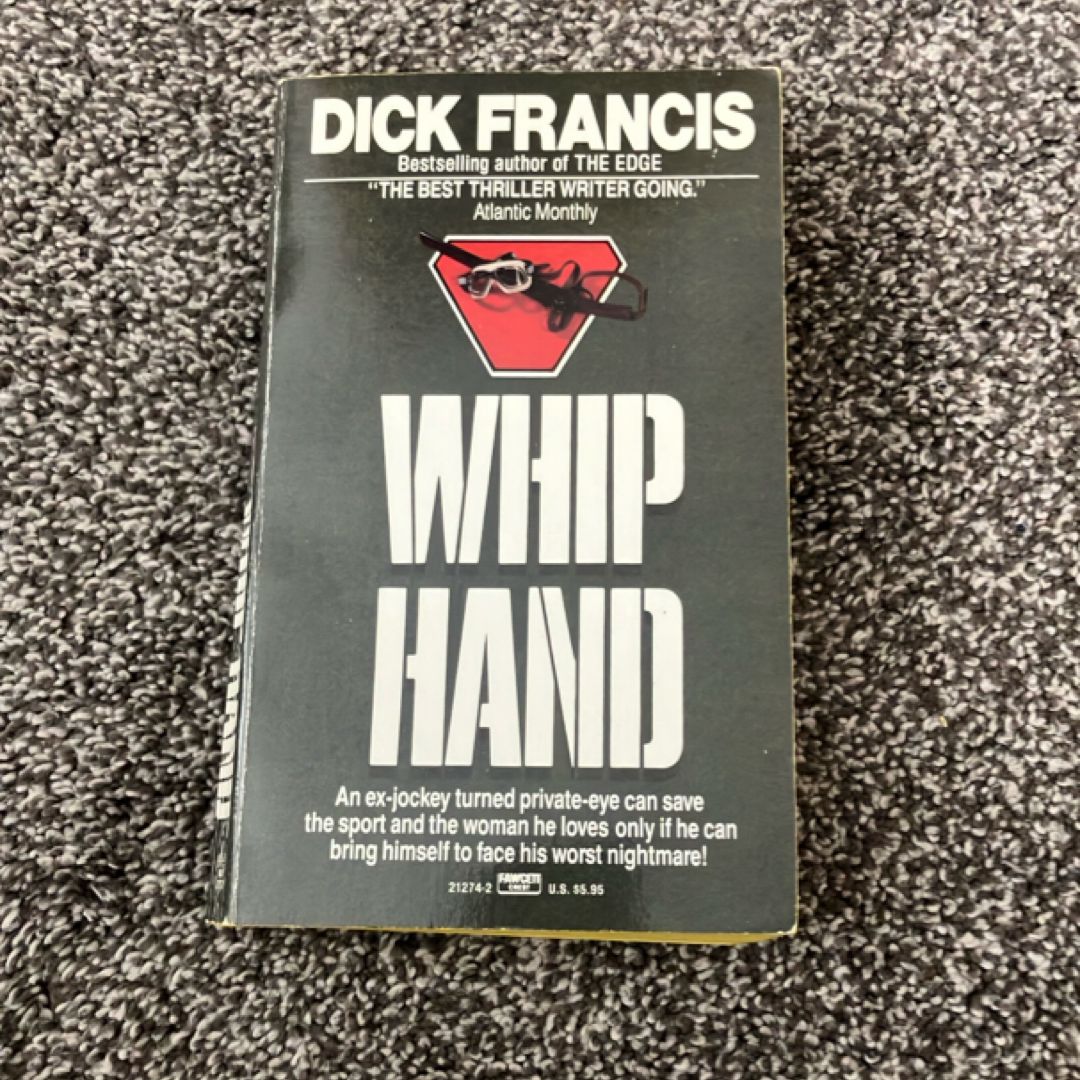 DICK FRANCIS
Bestselling author of THE EDGE
"THE BEST THRILLER WRITER GOING."
Atlantic Monthly
WHIP
HAND
An ex-jockey turned private-eye can save
the sport and the woman he loves only if he can
bring himself to face his worst nightmare!
21274-2 FAWCETT CREST U.S. $5.95